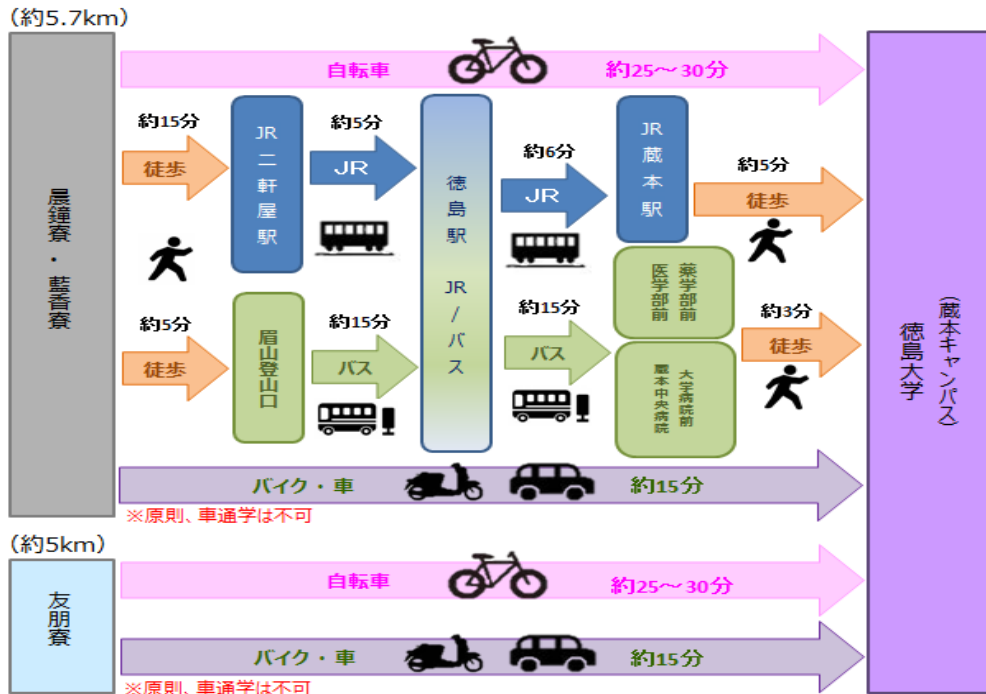 （約5.7km）
晨鐘寮・藍香寮
自転車
約25～30分
約15分
徒歩
JR二軒屋駅
約5分
JR
徳島駅 JR/バス
約6分
JR
JR蔵本駅
約5分
徒歩
約5分
徒歩
眉山登山口
約15分
バス
約15分
バス
薬学部前
医学部前
大学病院前
蔵本中央病院
約3分
徒歩
バイク・車
約15分
※原則、車通学は不可
（蔵本キャンパス）
徳島大学
（約5km）
友朋寮
自転車
約25～30分
バイク・車
約15分
※原則、車通学は不可